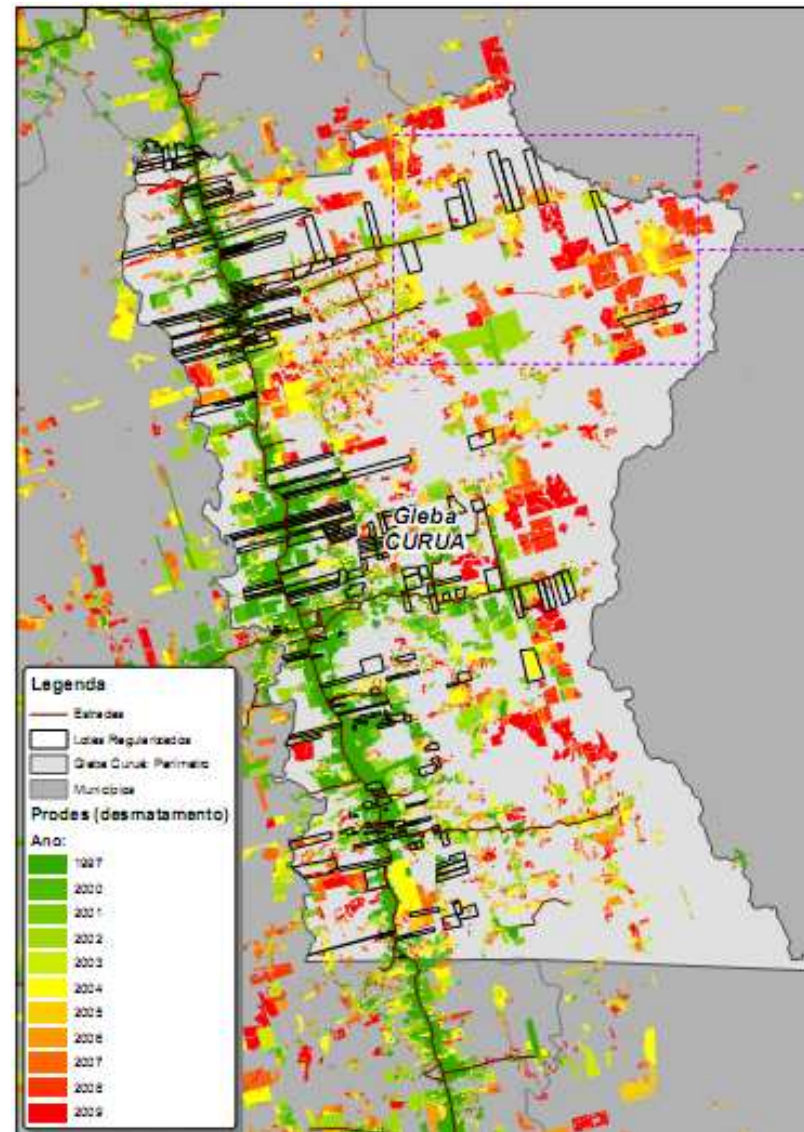 Gleba
CURUA
Legenda
Estradas
Lotes Regularizados
Gleba Curuá: Perímetro
Municípios
Prodes (desmatamento)
Ano:
1997
2000
2001
2002
2003
2004
2005
2006
2007
2008
2009